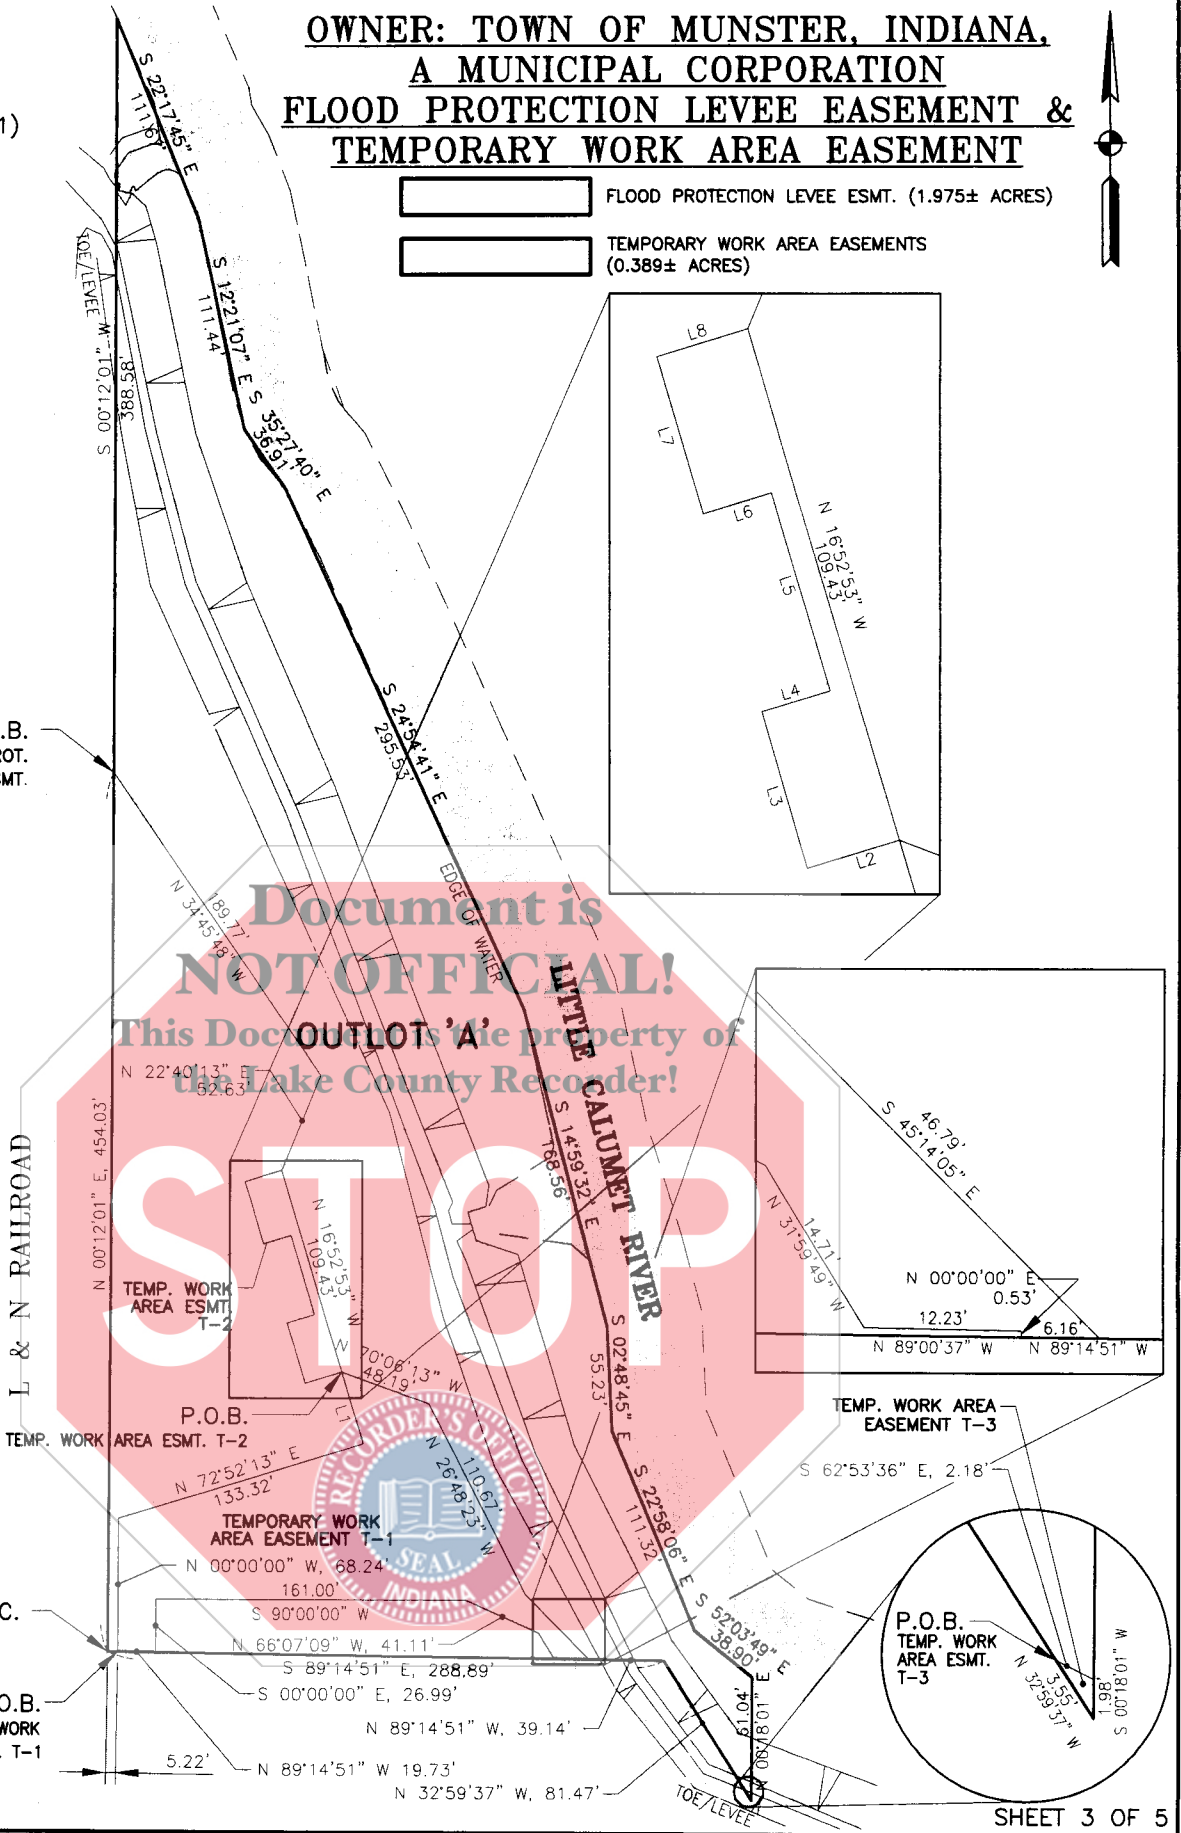 OWNER: TOWN OF MUNSTER, INDIANA,
A MUNICIPAL CORPORATION
FLOOD PROTECTION LEVEE EASEMENT &
TEMPORARY WORK AREA EASEMENT
FLOOD PROTECTION LEVEE ESMT. (1.975± ACRES)
TEMPORARY WORK AREA EASEMENTS
(0.389± ACRES)
1)
S 22°17'45" E
111.64'
TOE/LEVEE
S 00°12'01" W
388.58'
S 12°21'07" E
111.44'
S 35°27'40" E
36.91'
L8
L7
L6
L5
N 16°52'53" W
109.43'
L4
L3
L2
S 24°54'41" E
295.53'
.B.
ROT.
SMT.
EDGE OF WATER
189.77'
N 34°45'48" W
Document is
NOT OFFICIAL!
This Document is the property of
the Lake County Recorder!
STOP
OUTLOT 'A'
LITTLE CALUMET RIVER
N 22°40'13" E
52.63'
N 00°12'01" E, 454.03'
L & N RAILROAD
S 14°59'32" E
168.56'
46.79'
S 45°14'05" E
14.71'
N 31°59'49" W
N 00°00'00" E
0.53'
12.23'
6.16'
N 89°00'37" W
N 89°14'51" W
N 16°52'53" W
109.43'
TEMP. WORK
AREA ESMT.
T-2
N 70°06'13" W
48.19'
L1
S 02°48'45" E
55.23'
P.O.B.
TEMP. WORK AREA ESMT. T-2
N 72°52'13" E
133.32'
110.67'
N 26°48'23" W
RECORDER'S OFFICE
SEAL
INDIANA
TEMP. WORK AREA
EASEMENT T-3
S 62°53'36" E, 2.18'
S 22°58'06" E
111.32'
TEMPORARY WORK
AREA EASEMENT T-1
N 00°00'00" W, 68.24'
161.00'
S 90°00'00" W
C.
N 66°07'09" W, 41.11'
S 89°14'51" E, 288.89'
S 52°03'49" E
38.90'
P.O.B.
TEMP. WORK
AREA ESMT.
T-3
3.55'
N 32°59'37" W
1.98'
S 00°18'01" W
S 00°00'00" E, 26.99'
O.B.
WORK
. T-1
N 89°14'51" W, 39.14'
51.04'
N 00°18'01" E
5.22'
N 89°14'51" W 19.73'
N 32°59'37" W, 81.47'
TOE/LEVEE
SHEET 3 OF 5